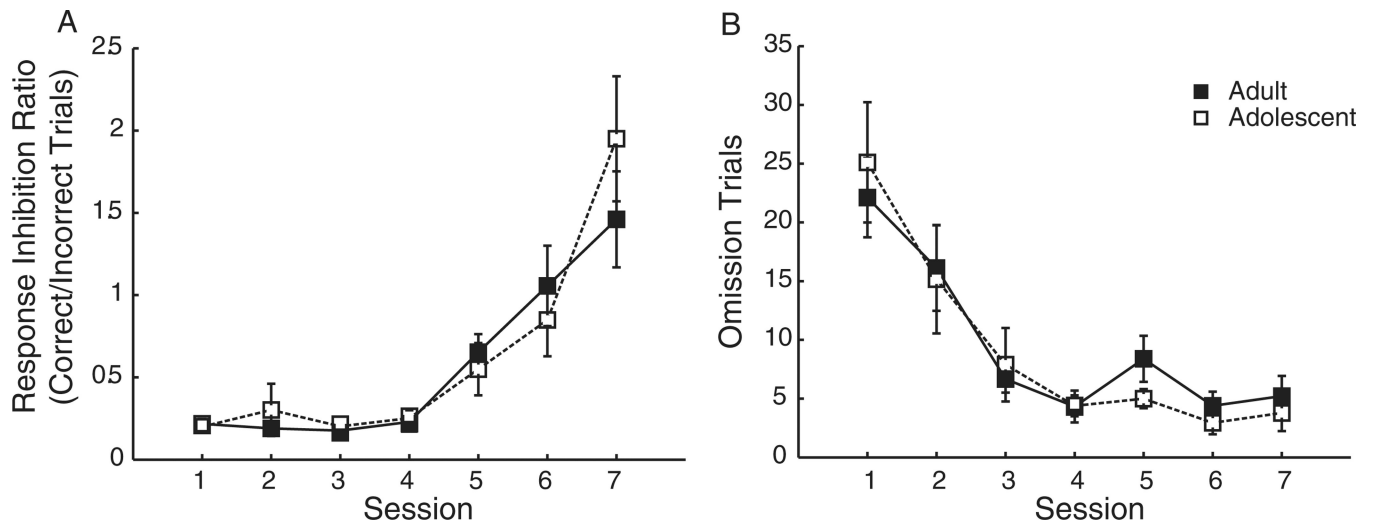 A
Response Inhibition Ratio
(Correct/Incorrect Trials)
25
2
15
1
05
0
1 2 3 4 5 6 7
Session
B
Omission Trials
35
30
25
20
15
10
5
0
1 2 3 4 5 6 7
Session
Adult
Adolescent